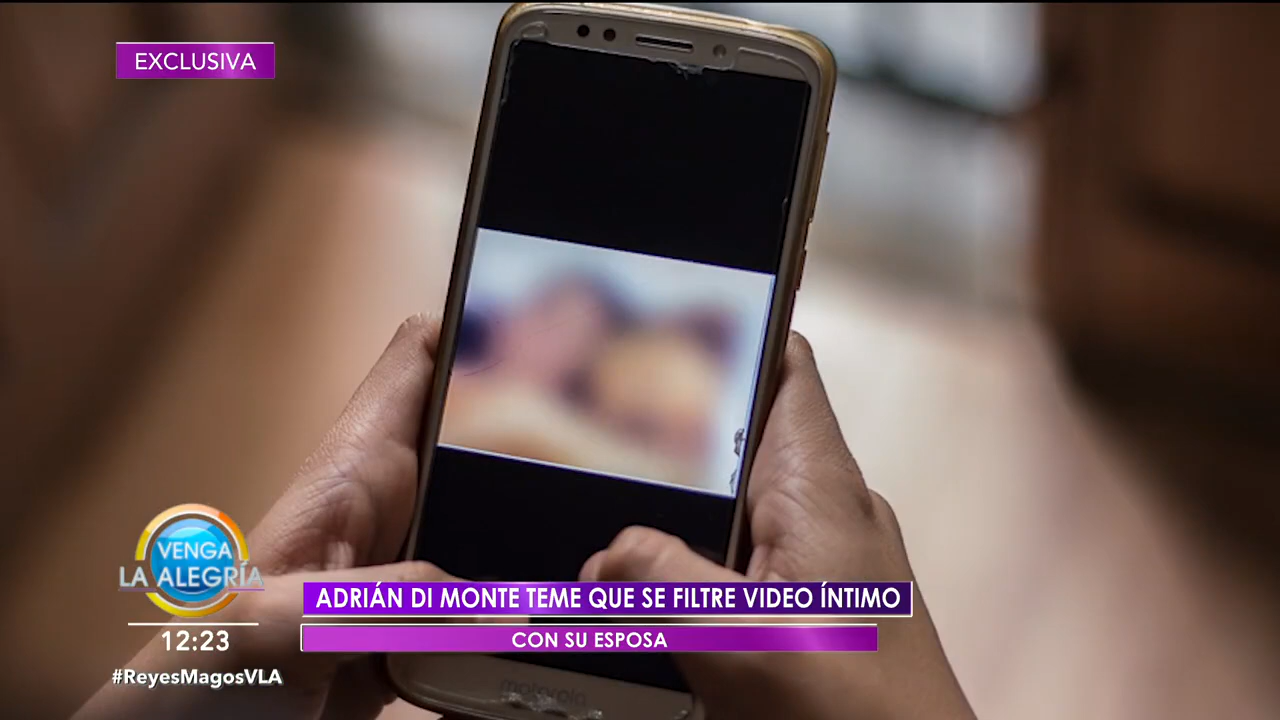 EXCLUSIVA
VENGA
LA ALEGRÍA
12:23
#ReyesMagosVLA
ADRIÁN DI MONTE TEME QUE SE FILTRE VIDEO ÍNTIMO
CON SU ESPOSA
motorola